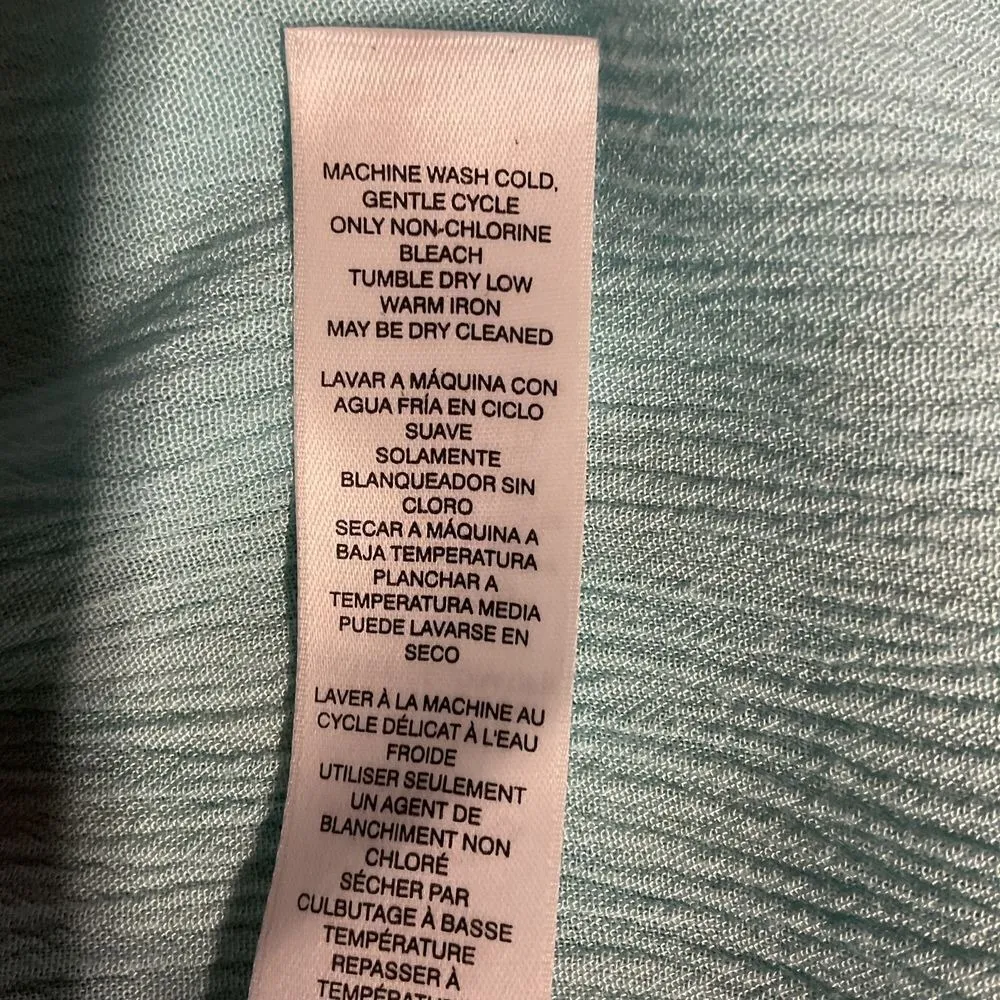 MACHINE WASH COLD,
GENTLE CYCLE
ONLY NON-CHLORINE
BLEACH
TUMBLE DRY LOW
WARM IRON
MAY BE DRY CLEANED
LAVAR A MÁQUINA CON
AGUA FRÍA EN CICLO
SUAVE
SOLAMENTE
BLANQUEADOR SIN
CLORO
SECAR A MÁQUINA A
BAJA TEMPERATURA
PLANCHAR A
TEMPERATURA MEDIA
PUEDE LAVARSE EN
SECO
LAVER À LA MACHINE AU
CYCLE DÉLICAT À L'EAU
FROIDE
UTILISER SEULEMENT
UN AGENT DE
BLANCHIMENT NON
CHLORÉ
SÉCHER PAR
CULBUTAGE À BASSE
TEMPÉRATURE
REPASSER À